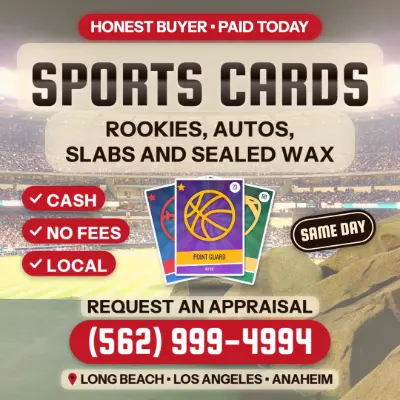 HONEST BUYER • PAID TODAY
SPORTS CARDS
ROOKIES, AUTOS,
SLABS AND SEALED WAX
CASH
NO FEES
LOCAL
POINT GUARD
SAME DAY
REQUEST AN APPRAISAL
(562) 999-4994
LONG BEACH • LOS ANGELES • ANAHEIM